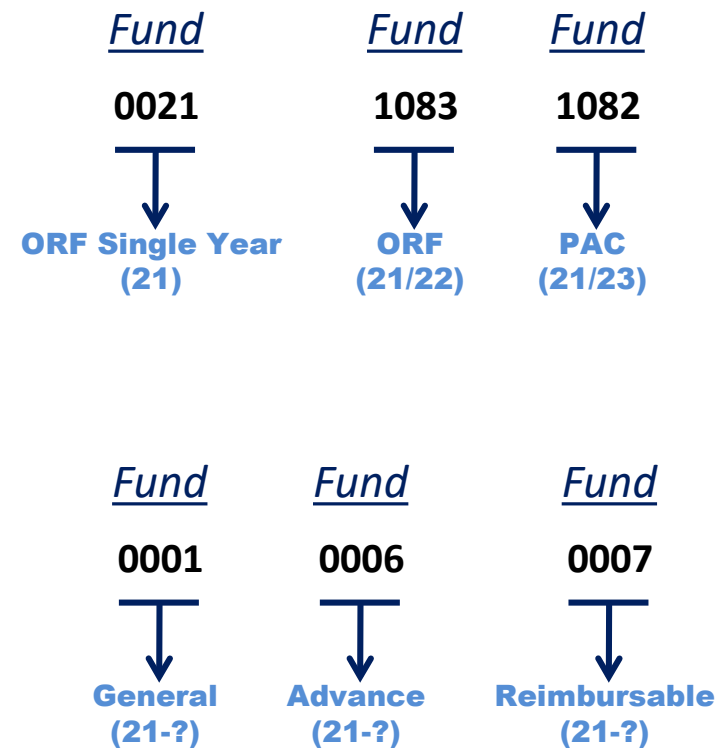 Fund Fund Fund
0021 1083 1082
ORF Single Year ORF PAC
(21) (21/22) (21/23)
Fund Fund Fund
0001 0006 0007
General Advance Reimbursable
(21-?) (21-?) (21-?)